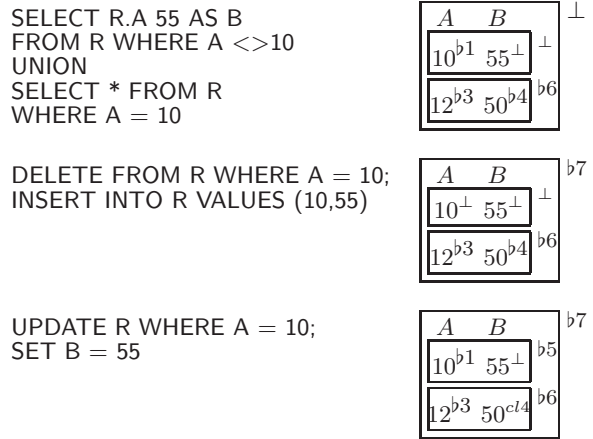 SELECT R.A 55 AS B
FROM R WHERE A <>10
UNION
SELECT * FROM R
WHERE A = 10
A B ⊥
10^♭1 55^⊥ ⊥
12^♭3 50^♭4 ♭6
DELETE FROM R WHERE A = 10;
INSERT INTO R VALUES (10,55)
A B ♭7
10^⊥ 55^⊥ ⊥
12^♭3 50^♭4 ♭6
UPDATE R WHERE A = 10;
SET B = 55
A B ♭7
10^♭1 55^⊥ ♭5
12^♭3 50^cl4 ♭6